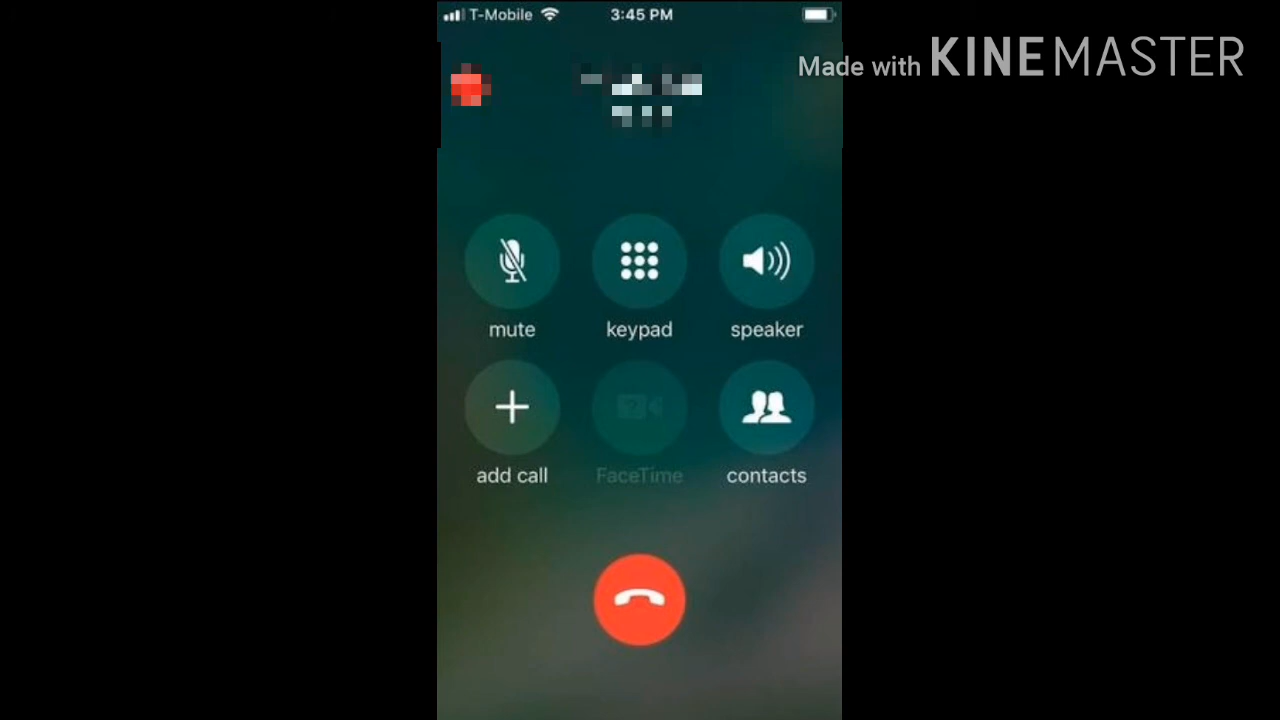 T-Mobile 3:45 PM
Made with KINEMASTER
mute keypad speaker
add call FaceTime contacts